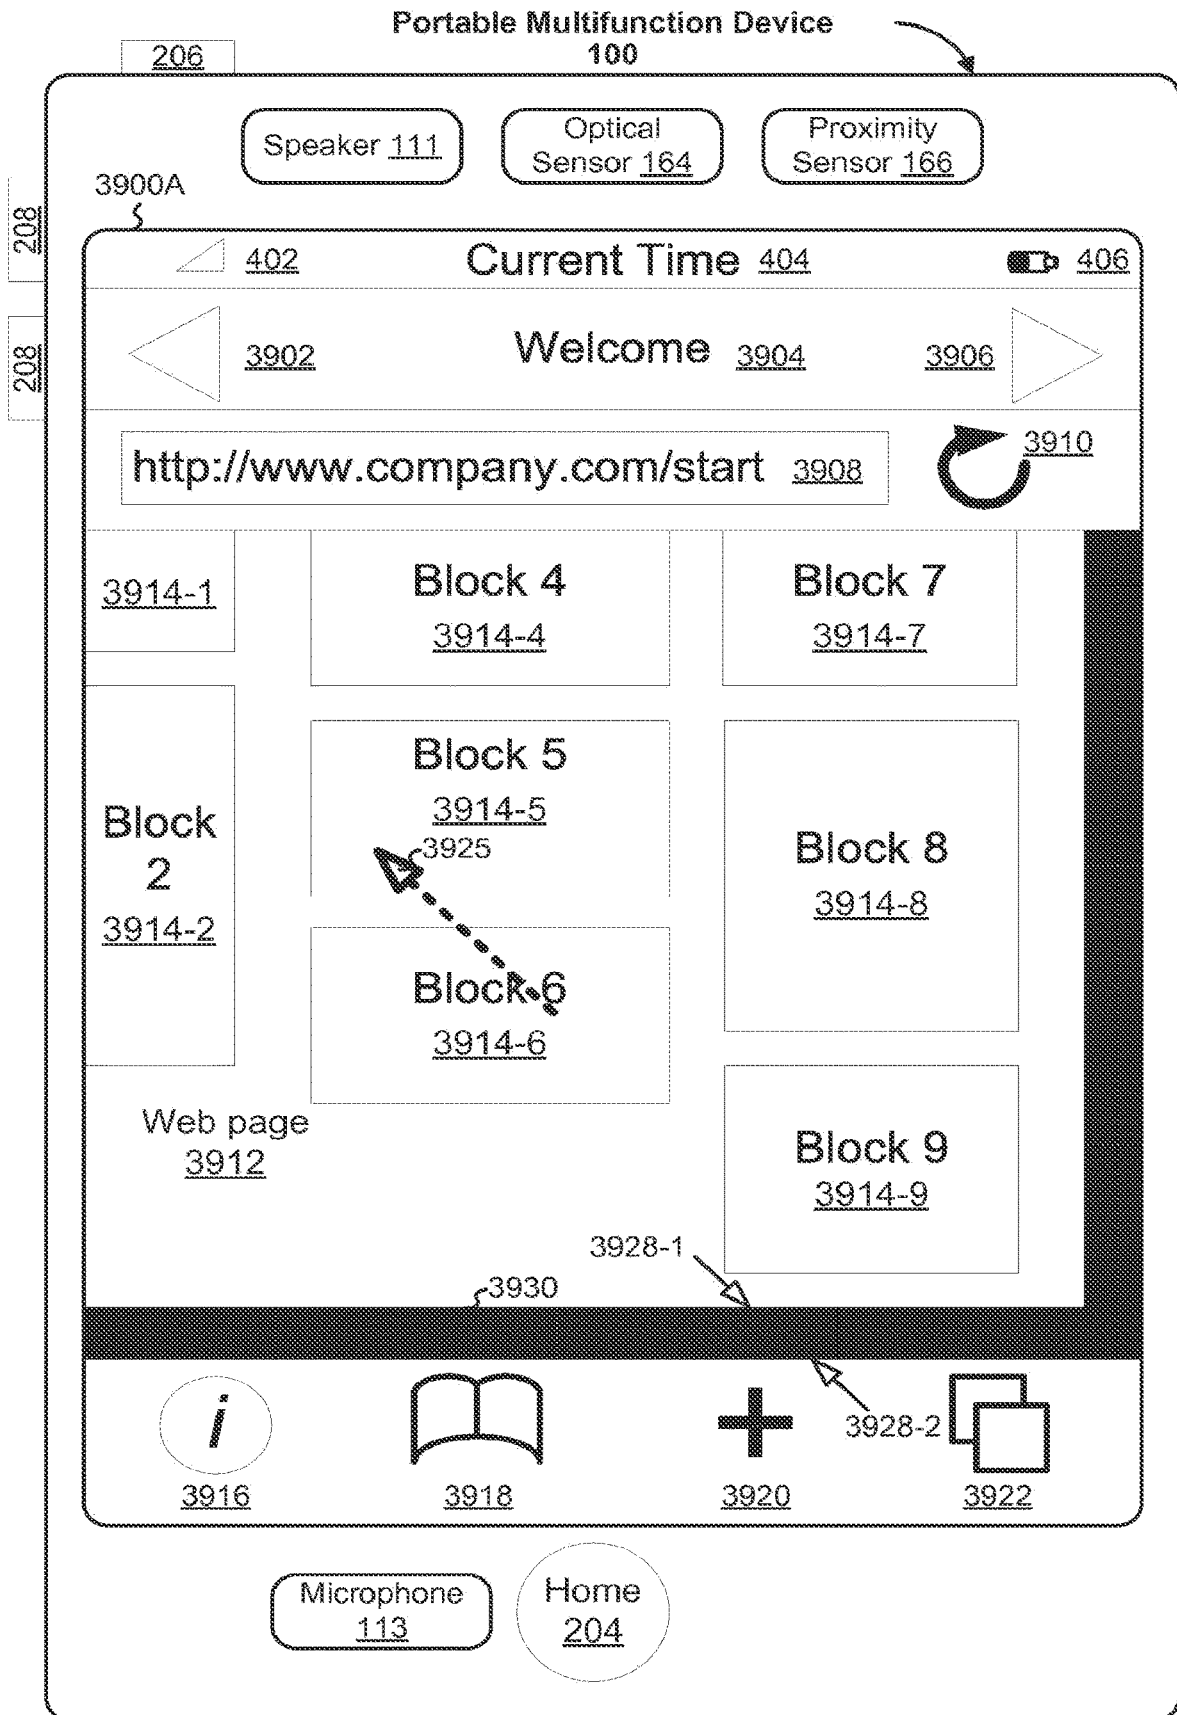 Portable Multifunction Device
100
206
Speaker 111
Optical
Sensor 164
Proximity
Sensor 166
3900A
208
208
402
Current Time 404
406
3902
Welcome 3904
3906
http://www.company.com/start 3908
3910
3914-1
Block 4
3914-4
Block 7
3914-7
Block
2
3914-2
Block 5
3914-5
3925
Block 6
3914-6
Block 8
3914-8
Web page
3912
Block 9
3914-9
3928-1
3930
3928-2
i
3916
3918
3920
3922
Microphone
113
Home
204